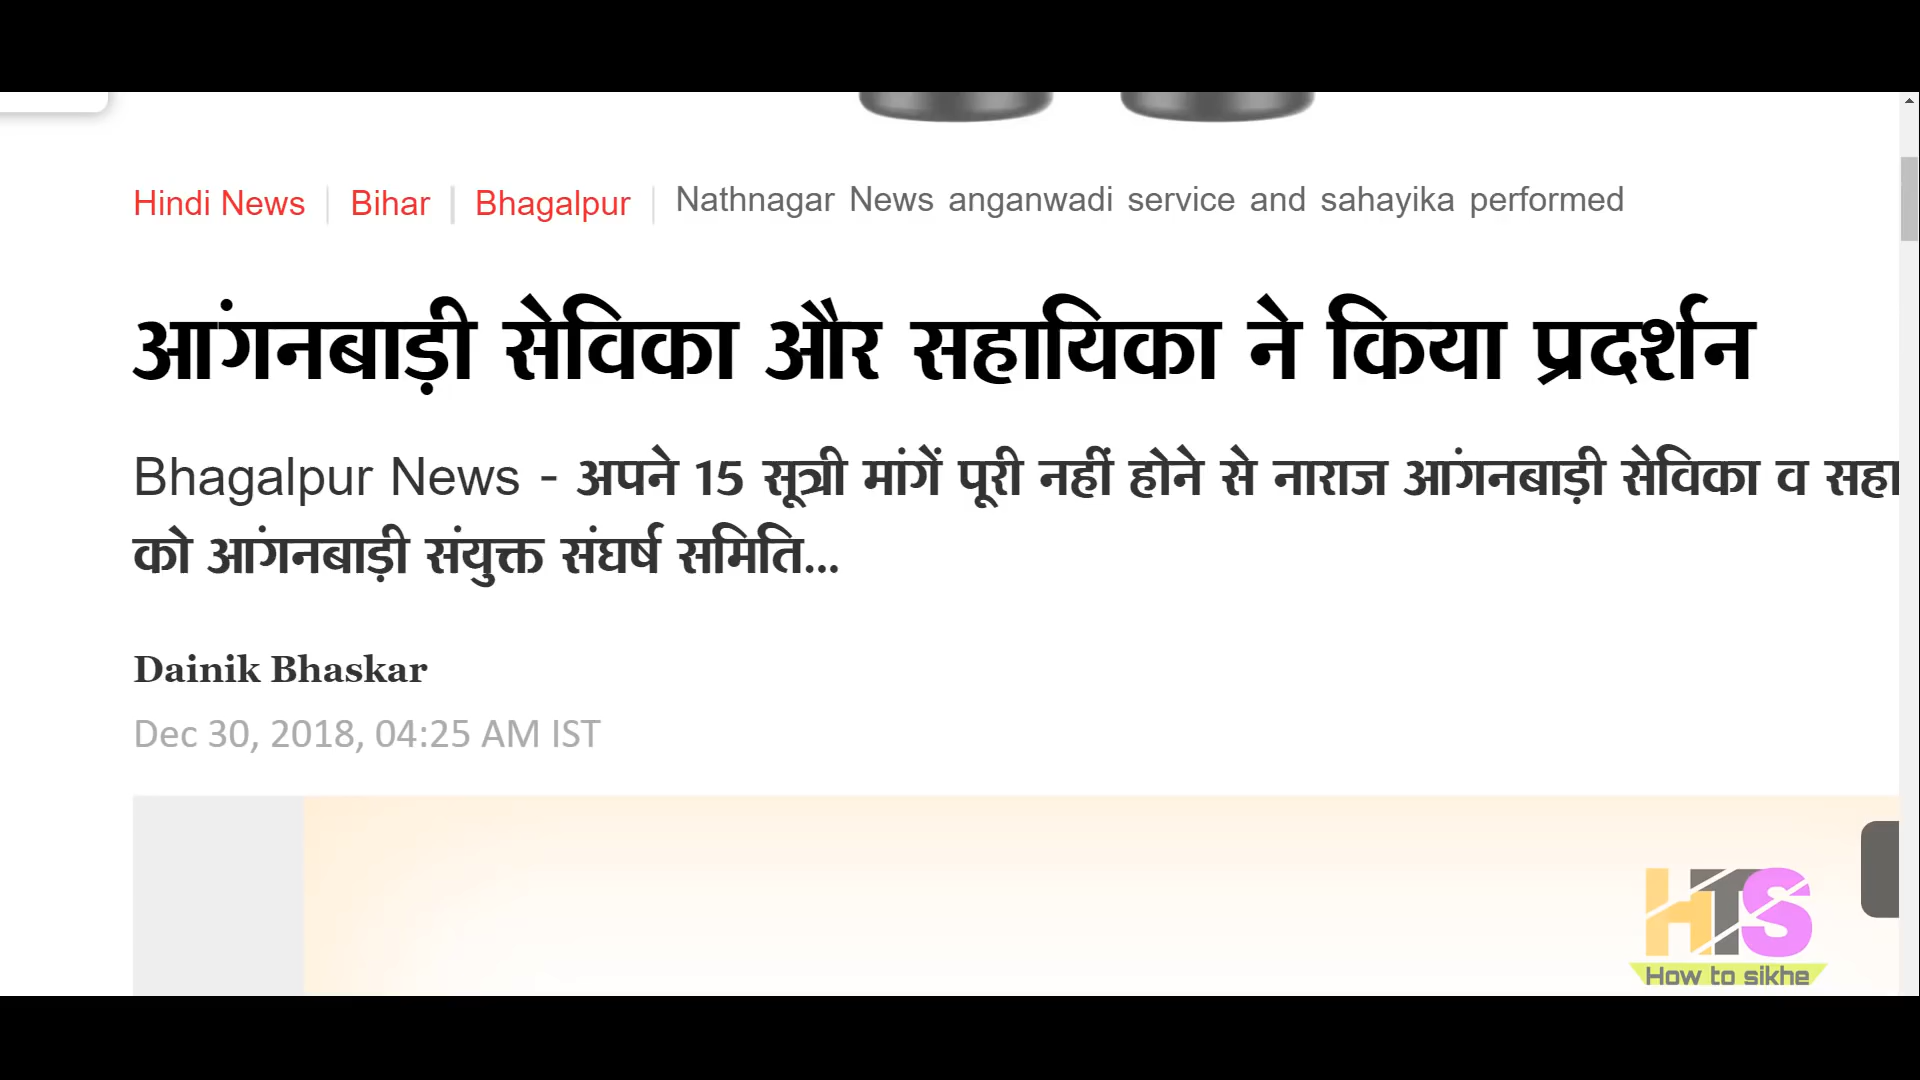 Hindi News | Bihar | Bhagalpur | Nathnagar News anganwadi service and sahayika performed
आंगनबाड़ी सेविका और सहायिका ने किया प्रदर्शन
Bhagalpur News - अपने 15 सूत्री मांगें पूरी नहीं होने से नाराज आंगनबाड़ी सेविका व सहा
को आंगनबाड़ी संयुक्त संघर्ष समिति...
Dainik Bhaskar
Dec 30, 2018, 04:25 AM IST
HTS
How to sikhe